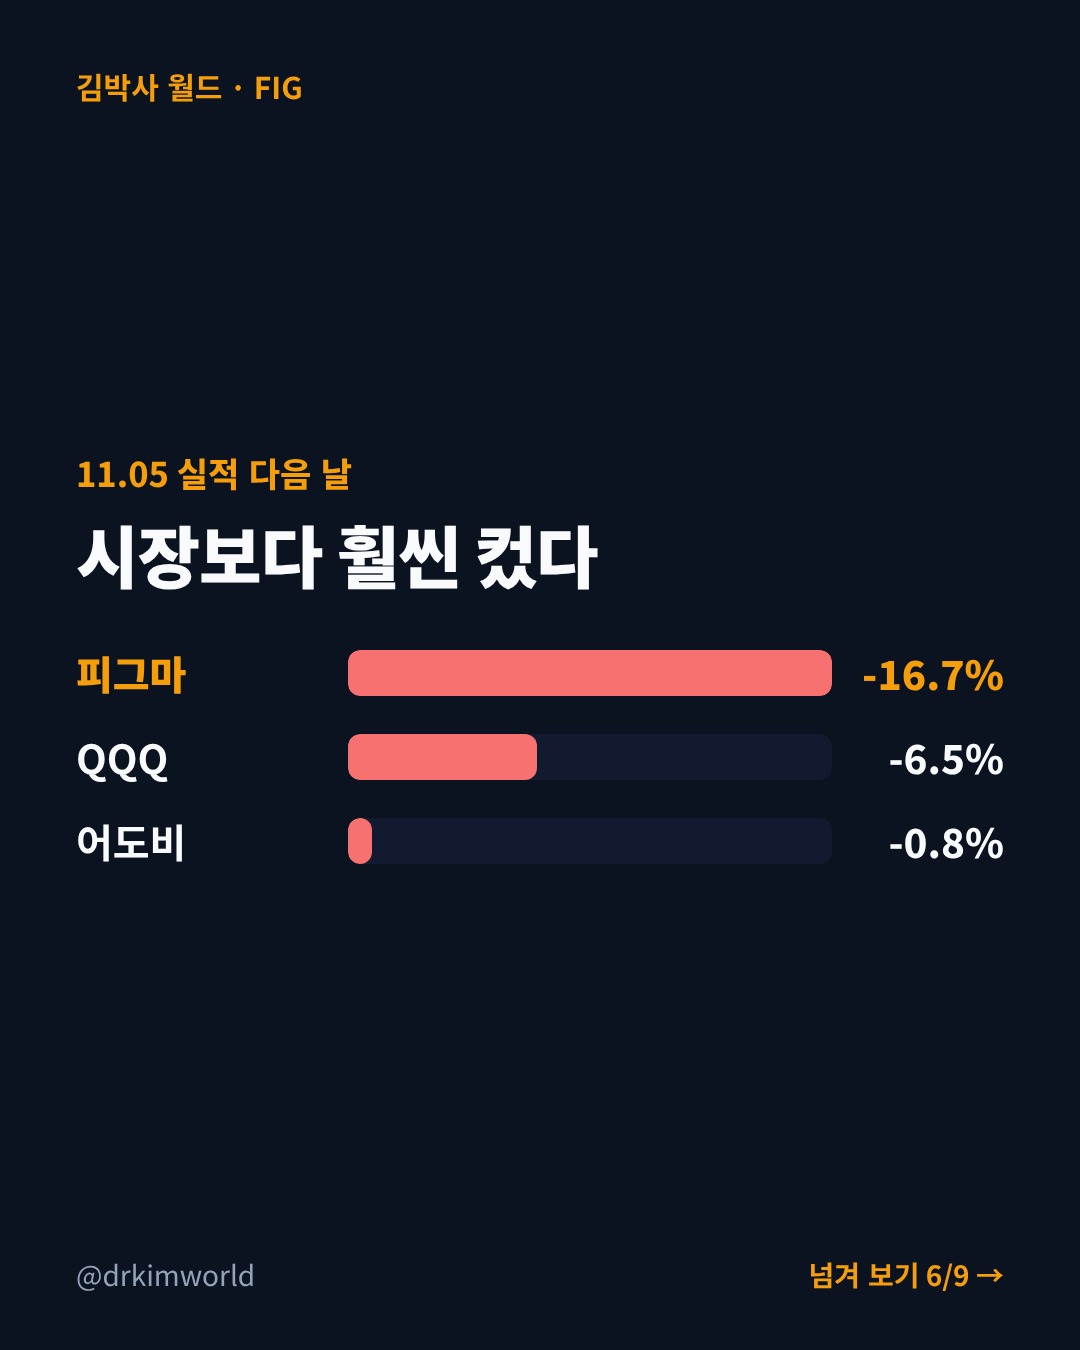 김박사 월드 · FIG
11.05 실적 다음 날
시장보다 훨씬 컸다
피그마 -16.7%
QQQ -6.5%
어도비 -0.8%
@drkimworld
넘겨 보기 6/9 →